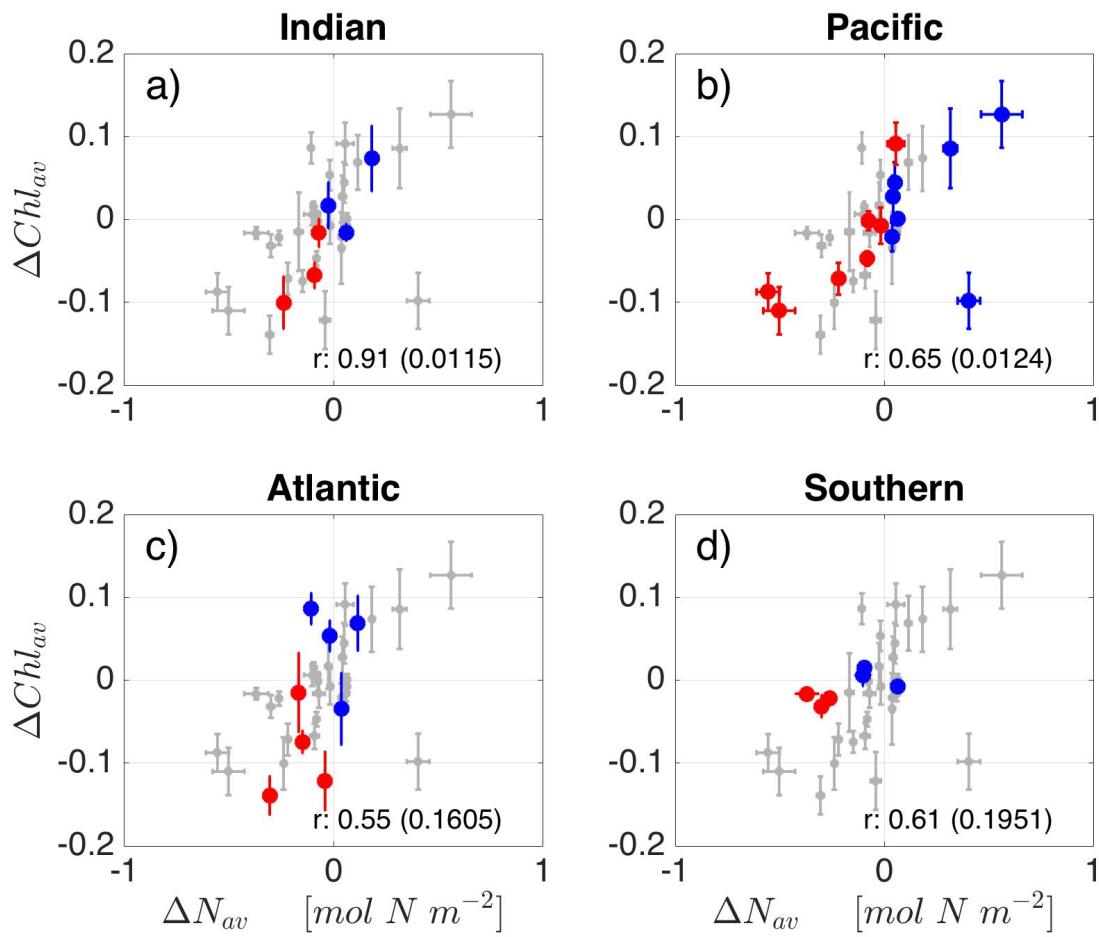 Indian
Pacific
0.2
0.1
0
-0.1
-0.2
ΔChl_av
a)
r: 0.91 (0.0115)
-1 0 1
0.2
0.1
0
-0.1
-0.2
b)
r: 0.65 (0.0124)
-1 0 1
Atlantic
Southern
0.2
0.1
0
-0.1
-0.2
ΔChl_av
c)
r: 0.55 (0.1605)
-1 0 1
ΔN_av [mol N m⁻²]
0.2
0.1
0
-0.1
-0.2
d)
r: 0.61 (0.1951)
-1 0 1
ΔN_av [mol N m⁻²]